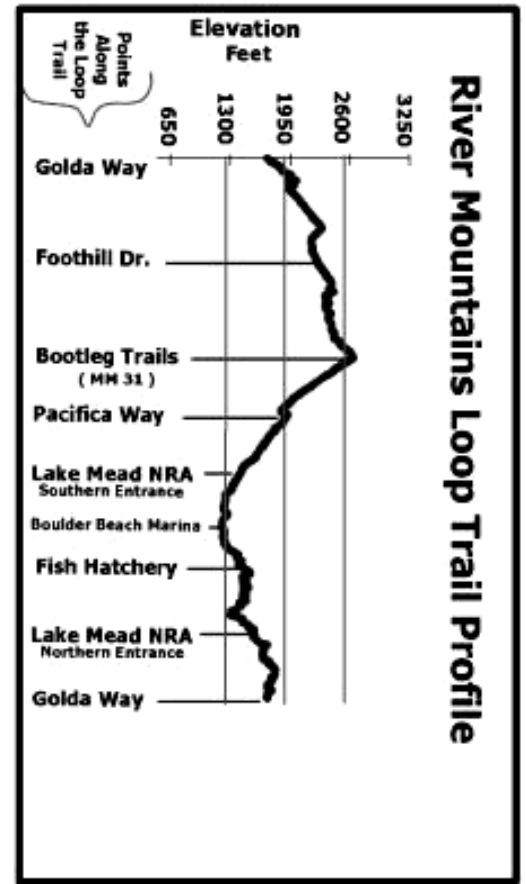 River Mountains Loop Trail Profile
Elevation
Feet
650
1300
1950
2600
3250
Points
Along
the Loop
Trail
Golda Way
Foothill Dr.
Bootleg Trails
( MM 31 )
Pacifica Way
Lake Mead NRA
Southern Entrance
Boulder Beach Marina
Fish Hatchery
Lake Mead NRA
Northern Entrance
Golda Way